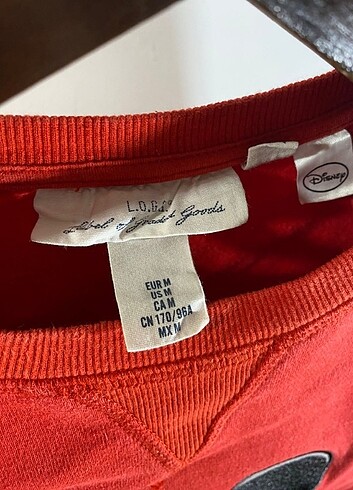 L.O.G.G.
Label of Graded Goods
Disney
EUR M
US M
CA M
CN 170/96A
MX M